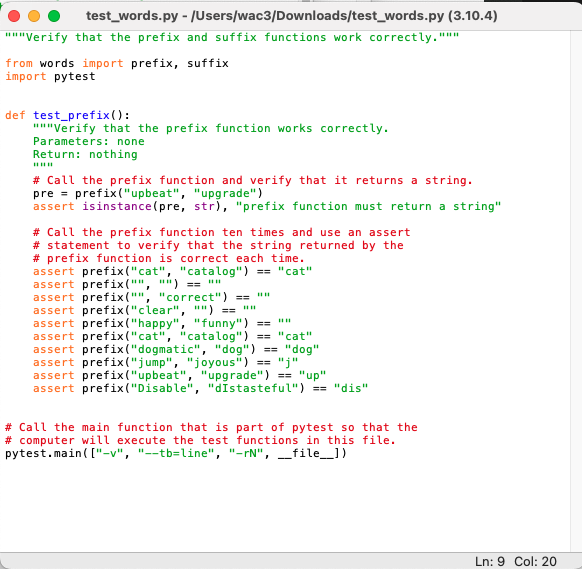 test_words.py - /Users/wac3/Downloads/test_words.py (3.10.4)
"""Verify that the prefix and suffix functions work correctly."""

from words import prefix, suffix
import pytest


def test_prefix():
    """Verify that the prefix function works correctly.
    Parameters: none
    Return: nothing
    """
    # Call the prefix function and verify that it returns a string.
    pre = prefix("upbeat", "upgrade")
    assert isinstance(pre, str), "prefix function must return a string"

    # Call the prefix function ten times and use an assert
    # statement to verify that the string returned by the
    # prefix function is correct each time.
    assert prefix("cat", "catalog") == "cat"
    assert prefix("", "") == ""
    assert prefix("", "correct") == ""
    assert prefix("clear", "") == ""
    assert prefix("happy", "funny") == ""
    assert prefix("cat", "catalog") == "cat"
    assert prefix("dogmatic", "dog") == "dog"
    assert prefix("jump", "joyous") == "j"
    assert prefix("upbeat", "upgrade") == "up"
    assert prefix("Disable", "dIstasteful") == "dis"


# Call the main function that is part of pytest so that the
# computer will execute the test functions in this file.
pytest.main(["-v", "--tb=line", "-rN", __file__])
Ln: 9 Col: 20